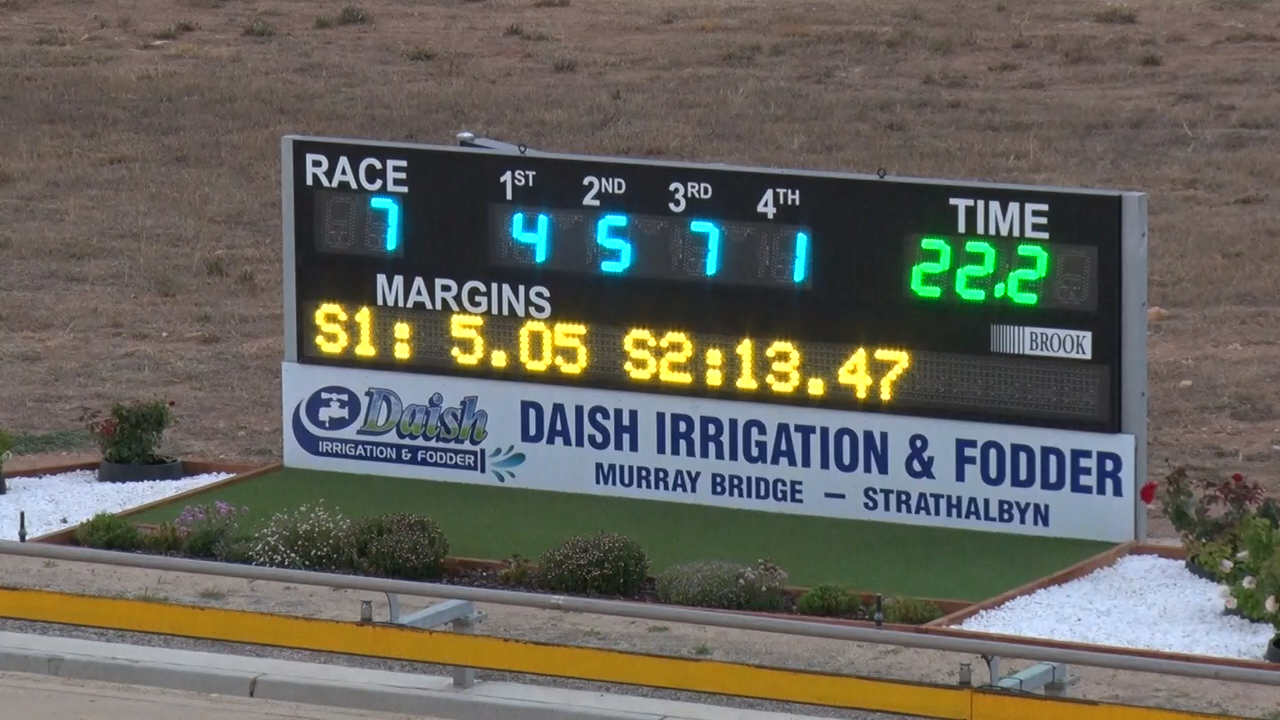 RACE 1ST 2ND 3RD 4TH TIME
7 4 5 7 1 22.2
MARGINS
S1: 5.05 S2:13.47
BROOK
Daish
IRRIGATION & FODDER
DAISH IRRIGATION & FODDER
MURRAY BRIDGE – STRATHALBYN